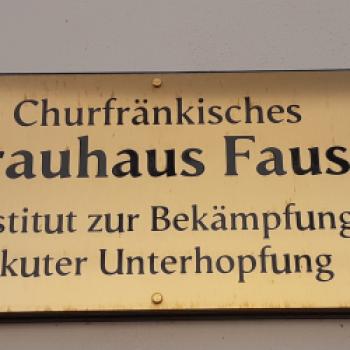 Churfränkisches
rauhaus Faus
stitut zur Bekämpfung
kuter Unterhopfung